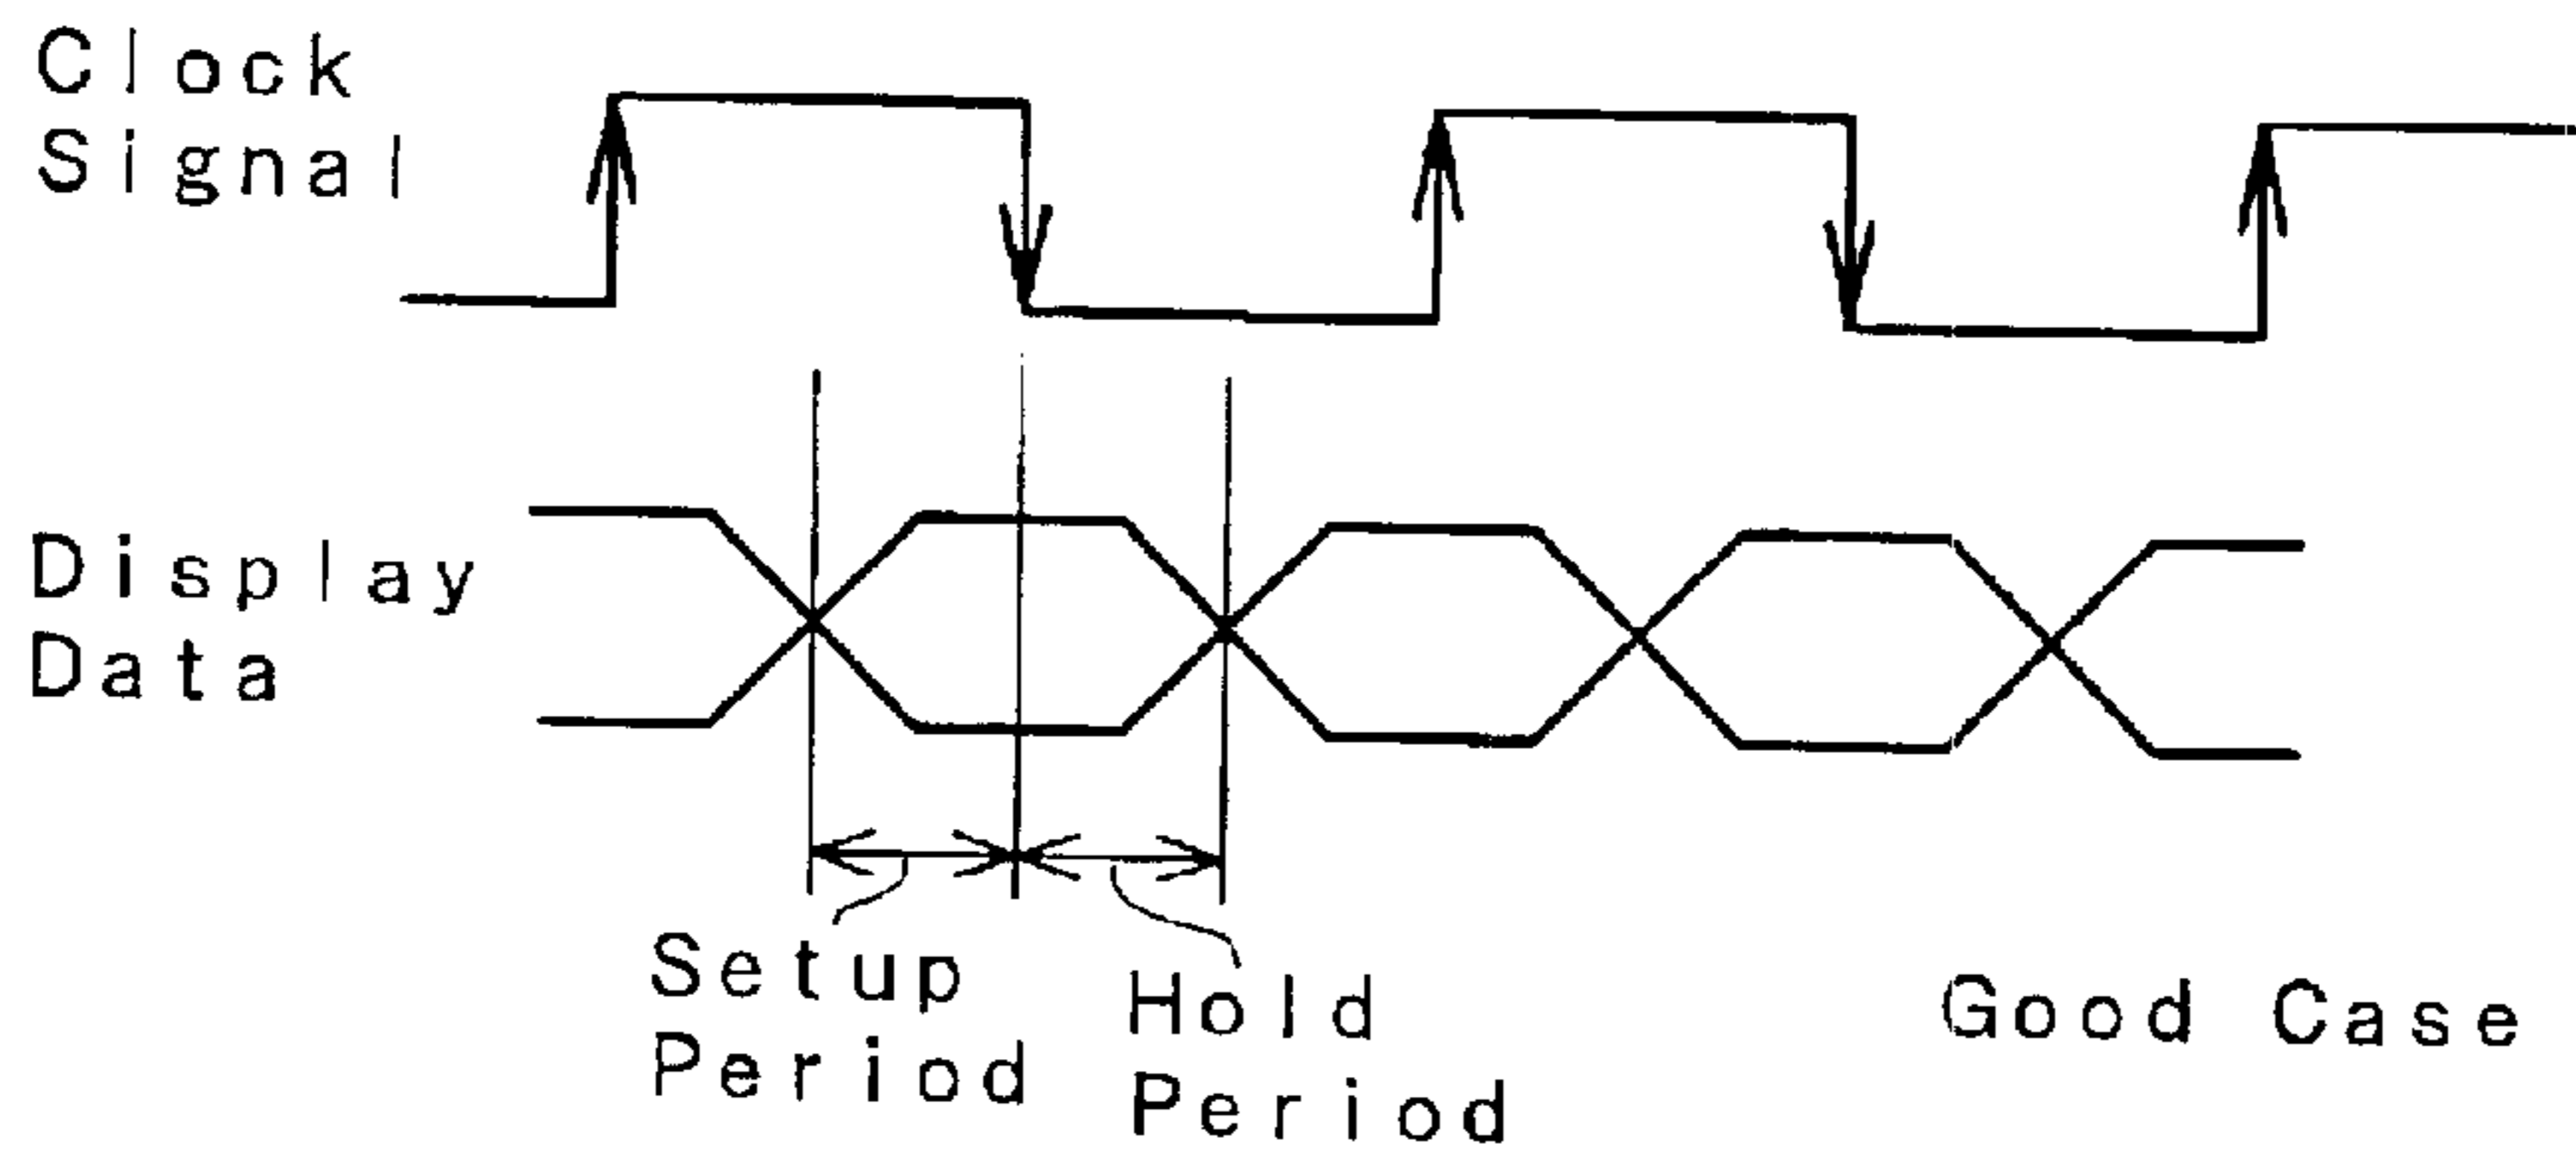 Clock
Signal
Display
Data
Setup
Period
Hold
Period
Good Case